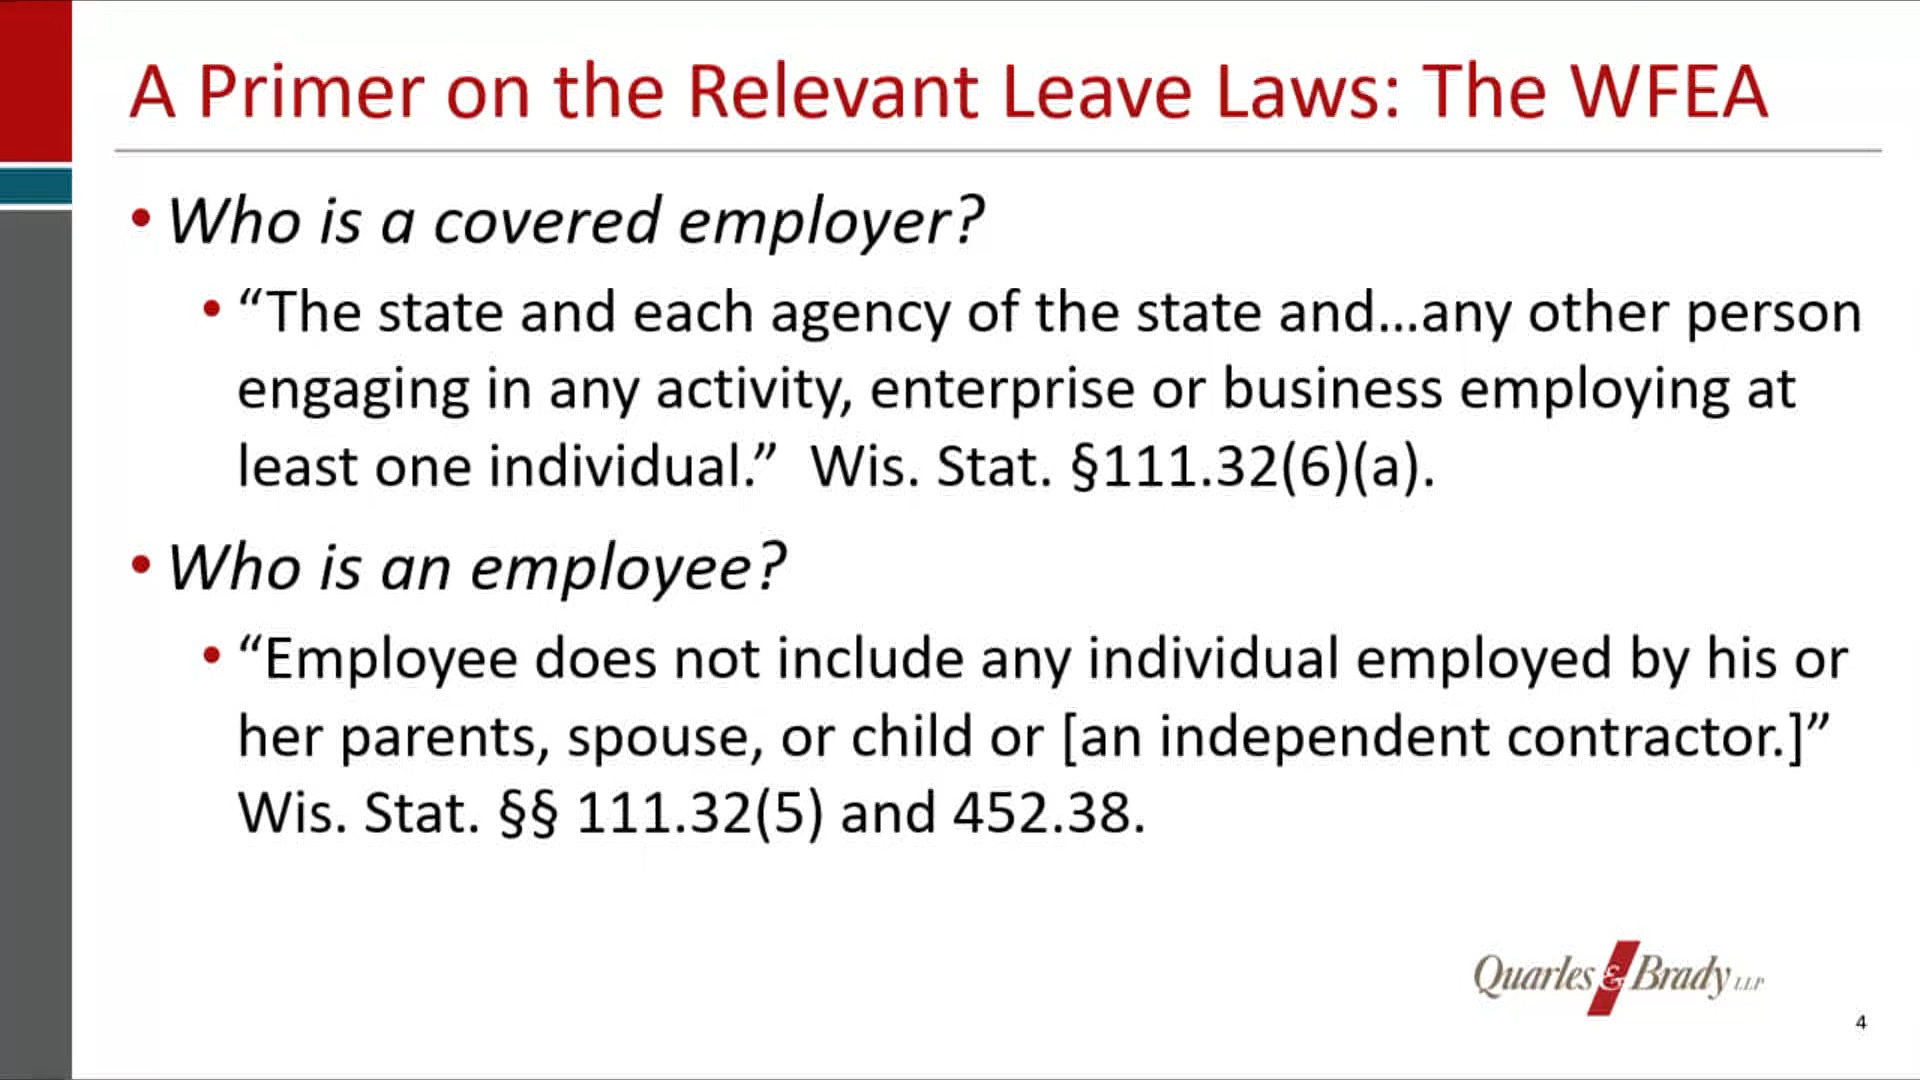 A Primer on the Relevant Leave Laws: The WFEA
• Who is a covered employer?
• “The state and each agency of the state and...any other person
engaging in any activity, enterprise or business employing at
least one individual.”  Wis. Stat. §111.32(6)(a).
• Who is an employee?
• “Employee does not include any individual employed by his or
her parents, spouse, or child or [an independent contractor.]”
Wis. Stat. §§ 111.32(5) and 452.38.
Quarles & Brady LLP
4